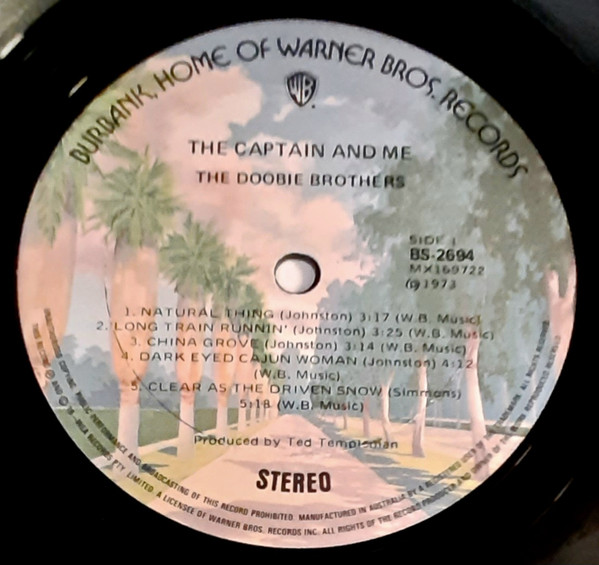 BURBANK, HOME OF WARNER BROS. RECORDS
WB
THE CAPTAIN AND ME
THE DOOBIE BROTHERS
SIDE 1
BS-2694
MX169722
℗1973
1. NATURAL THING (Johnston) 3:17 (W.B. Music)
2. LONG TRAIN RUNNIN' (Johnston) 3:25 (W.B. Music)
3. CHINA GROVE (Johnston) 3:14 (W.B. Music)
4. DARK EYED CAJUN WOMAN (Johnston) 4:12
(W.B. Music)
5. CLEAR AS THE DRIVEN SNOW (Simmons)
5:18 (W.B. Music)
Produced by Ted Templeman
STEREO
PUBLIC PERFORMANCE AND BROADCASTING OF THIS RECORD PROHIBITED. MANUFACTURED IN AUSTRALIA BY
RECORDS PTY. LIMITED. A LICENSEE OF WARNER BROS. RECORDS INC. ALL RIGHTS OF THE RECORD